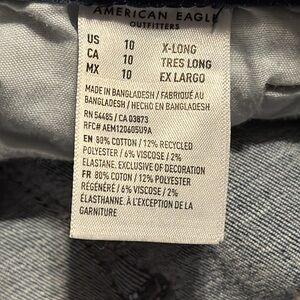 AMERICAN EAGLE
OUTFITTERS
US 10 X-LONG
CA 10 TRES LONG
MX 10 EX LARGO
MADE IN BANGLADESH / FABRIQUÉ AU
BANGLADESH / HECHO EN BANGLADESH
RN 54485 / CA 03873
RFC# AEM120605U9A
EN 80% COTTON / 12% RECYCLED
POLYESTER / 6% VISCOSE / 2%
ELASTANE. EXCLUSIVE OF DECORATION
FR 80% COTON / 12% POLYESTER
RÉGÉNÉRÉ / 6% VISCOSE / 2%
ÉLASTHANNE. À L'EXCEPTION DE LA
GARNITURE